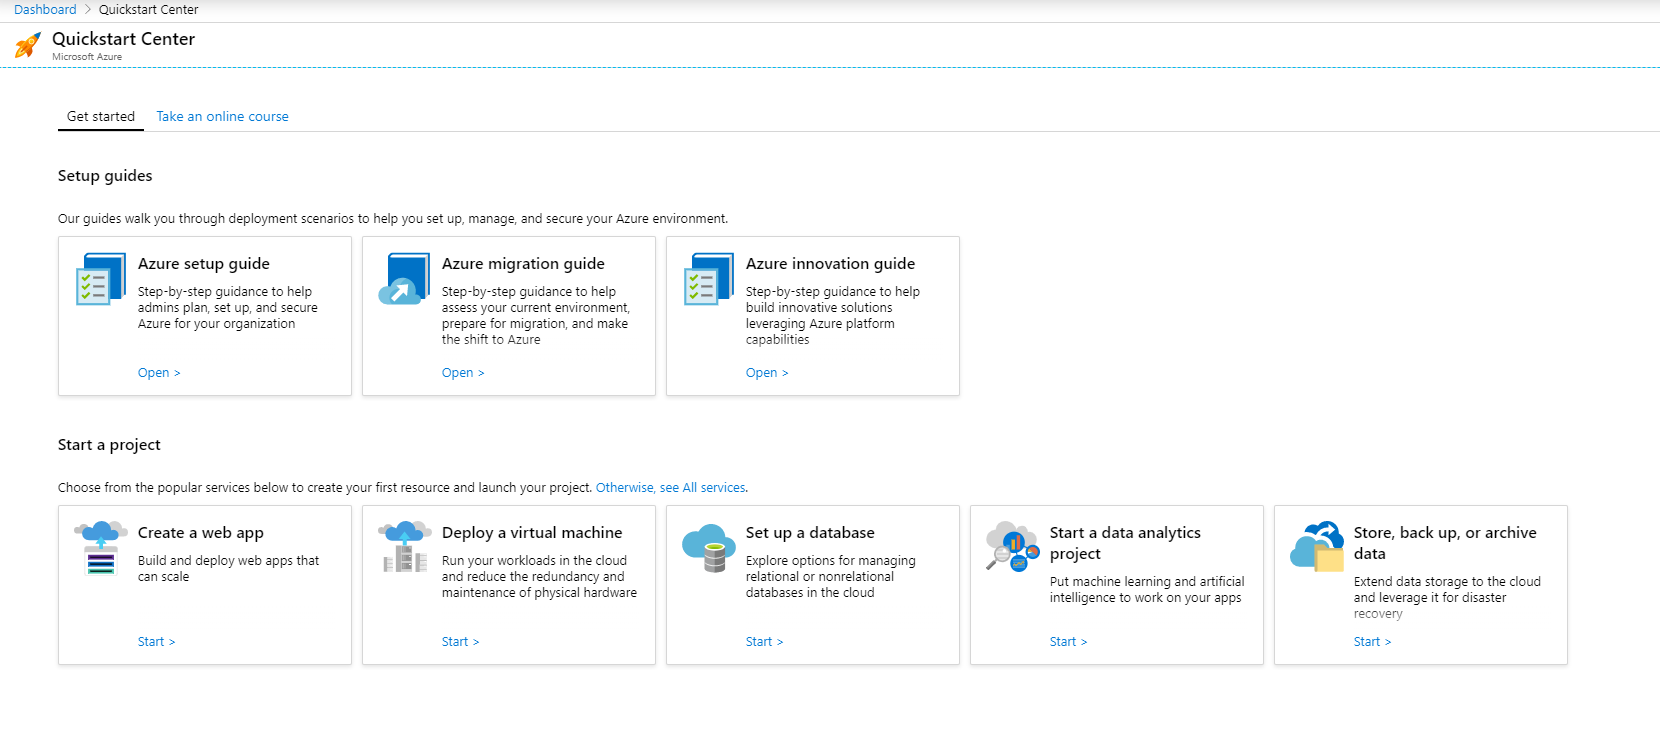 Dashboard > Quickstart Center
Quickstart Center
Microsoft Azure
Get started
Take an online course
Setup guides
Our guides walk you through deployment scenarios to help you set up, manage, and secure your Azure environment.
Azure setup guide
Step-by-step guidance to help
admins plan, set up, and secure
Azure for your organization
Open >
Azure migration guide
Step-by-step guidance to help
assess your current environment,
prepare for migration, and make
the shift to Azure
Open >
Azure innovation guide
Step-by-step guidance to help
build innovative solutions
leveraging Azure platform
capabilities
Open >
Start a project
Choose from the popular services below to create your first resource and launch your project. Otherwise, see All services.
Create a web app
Build and deploy web apps that
can scale
Start >
Deploy a virtual machine
Run your workloads in the cloud
and reduce the redundancy and
maintenance of physical hardware
Start >
Set up a database
Explore options for managing
relational or nonrelational
databases in the cloud
Start >
Start a data analytics
project
Put machine learning and artificial
intelligence to work on your apps
Start >
Store, back up, or archive
data
Extend data storage to the cloud
and leverage it for disaster
recovery
Start >